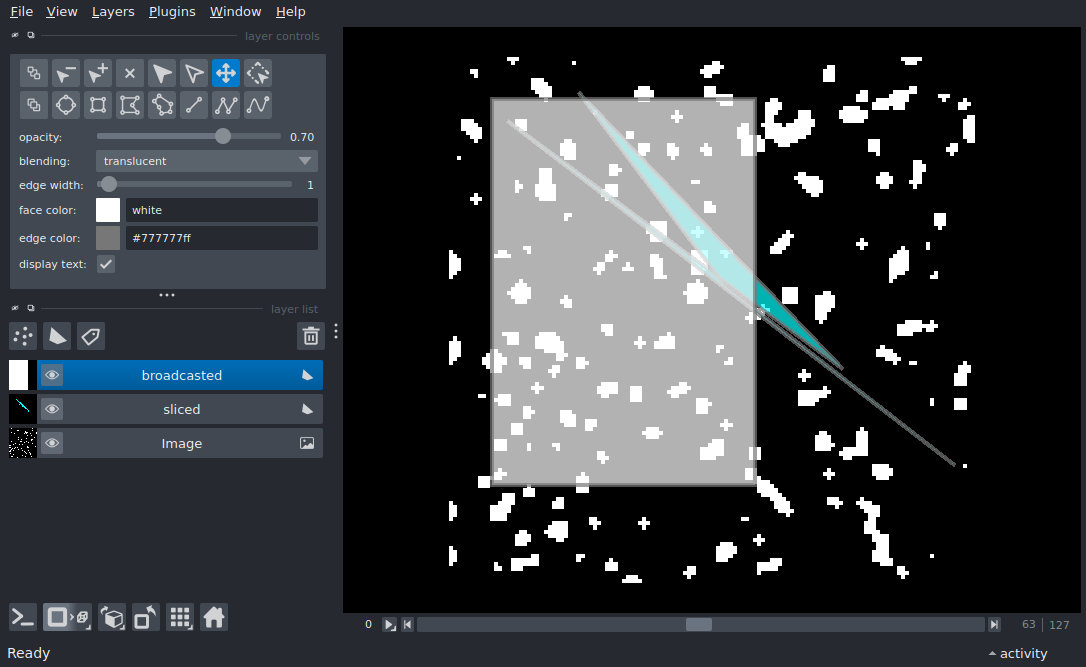 File View Layers Plugins Window Help
layer controls
opacity: 0.70
blending: translucent
edge width: 1
face color: white
edge color: #777777ff
display text:
layer list
broadcasted
sliced
Image
0 63 127
Ready activity